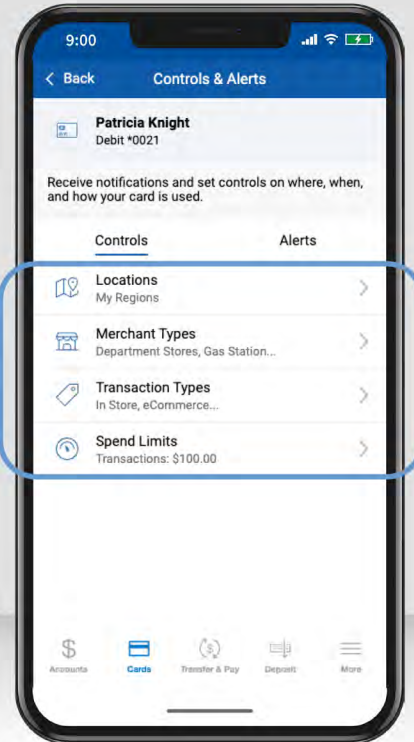 9:00
Back Controls & Alerts
Patricia Knight
Debit *0021
Receive notifications and set controls on where, when,
and how your card is used.
Controls Alerts
Locations
My Regions
Merchant Types
Department Stores, Gas Station...
Transaction Types
In Store, eCommerce...
Spend Limits
Transactions: $100.00
Accounts Cards Transfer & Pay Deposit More